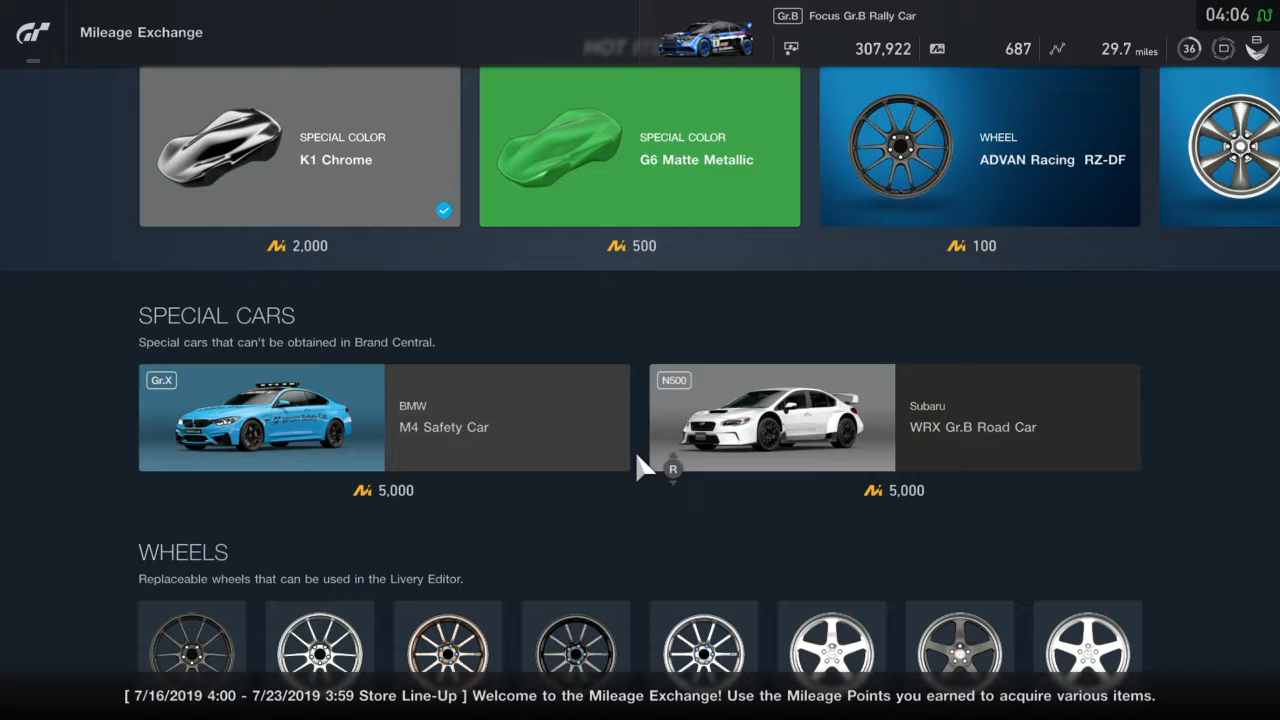 Mileage Exchange
Gr.B Focus Gr.B Rally Car
04:06
307,922 687 29.7 miles 36 D B
HOT
SPECIAL COLOR
K1 Chrome
2,000
SPECIAL COLOR
G6 Matte Metallic
500
WHEEL
ADVAN Racing RZ-DF
100
SPECIAL CARS
Special cars that can't be obtained in Brand Central.
Gr.X
BMW
M4 Safety Car
5,000
N500
Subaru
WRX Gr.B Road Car
5,000
R
WHEELS
Replaceable wheels that can be used in the Livery Editor.
[ 7/16/2019 4:00 - 7/23/2019 3:59 Store Line-Up ] Welcome to the Mileage Exchange! Use the Mileage Points you earned to acquire various items.